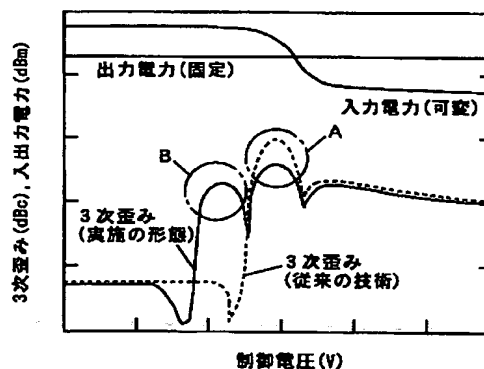 3次歪み(dBc),入出力電力(dBm)
出力電力(固定)
入力電力(可変)
B
A
3次歪み
(実施の形態)
3次歪み
(従来の技術)
制御電圧(V)